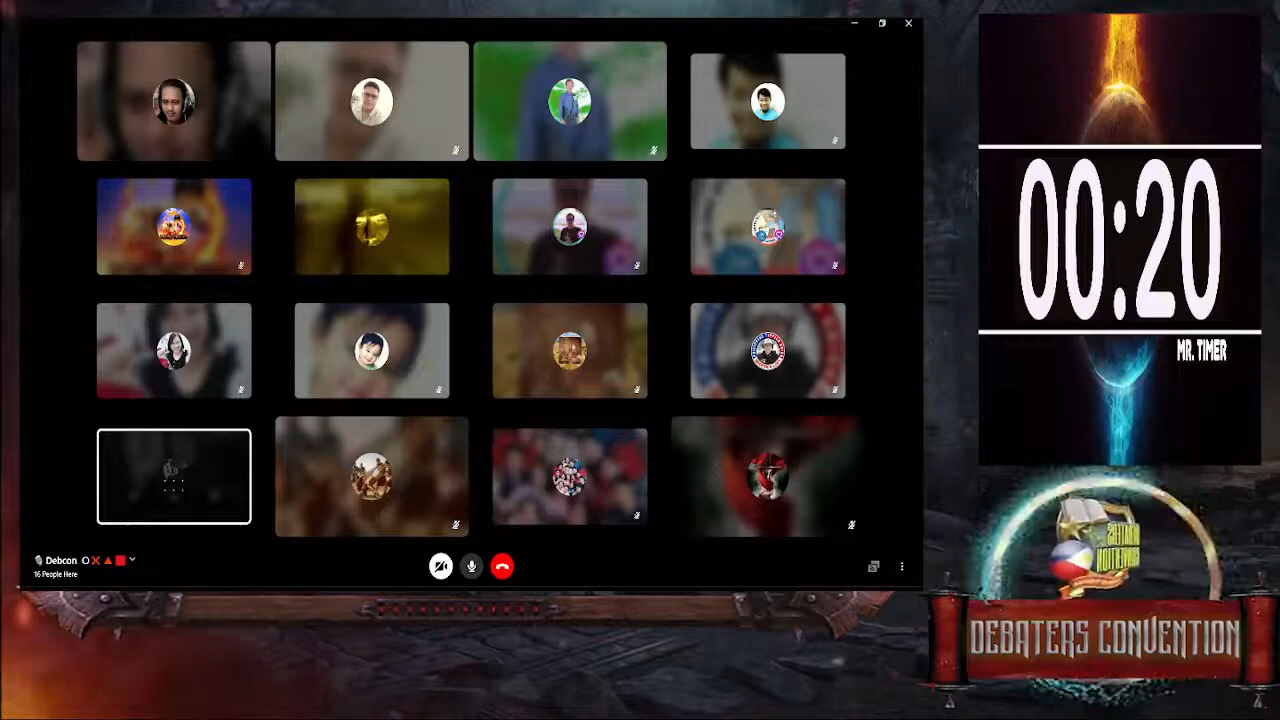 00:20
MR. TIMER
Debcon
16 People Here
DEBATERS CONVENTION